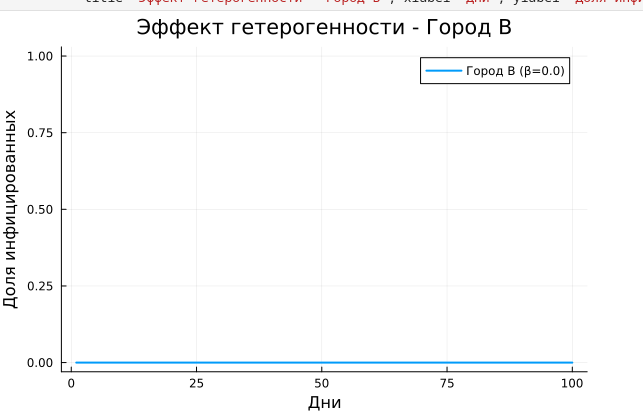 Эффект гетерогенности - Город B
Город B (β=0.0)
Доля инфицированных
1.00
0.75
0.50
0.25
0.00
0
25
50
75
100
Дни